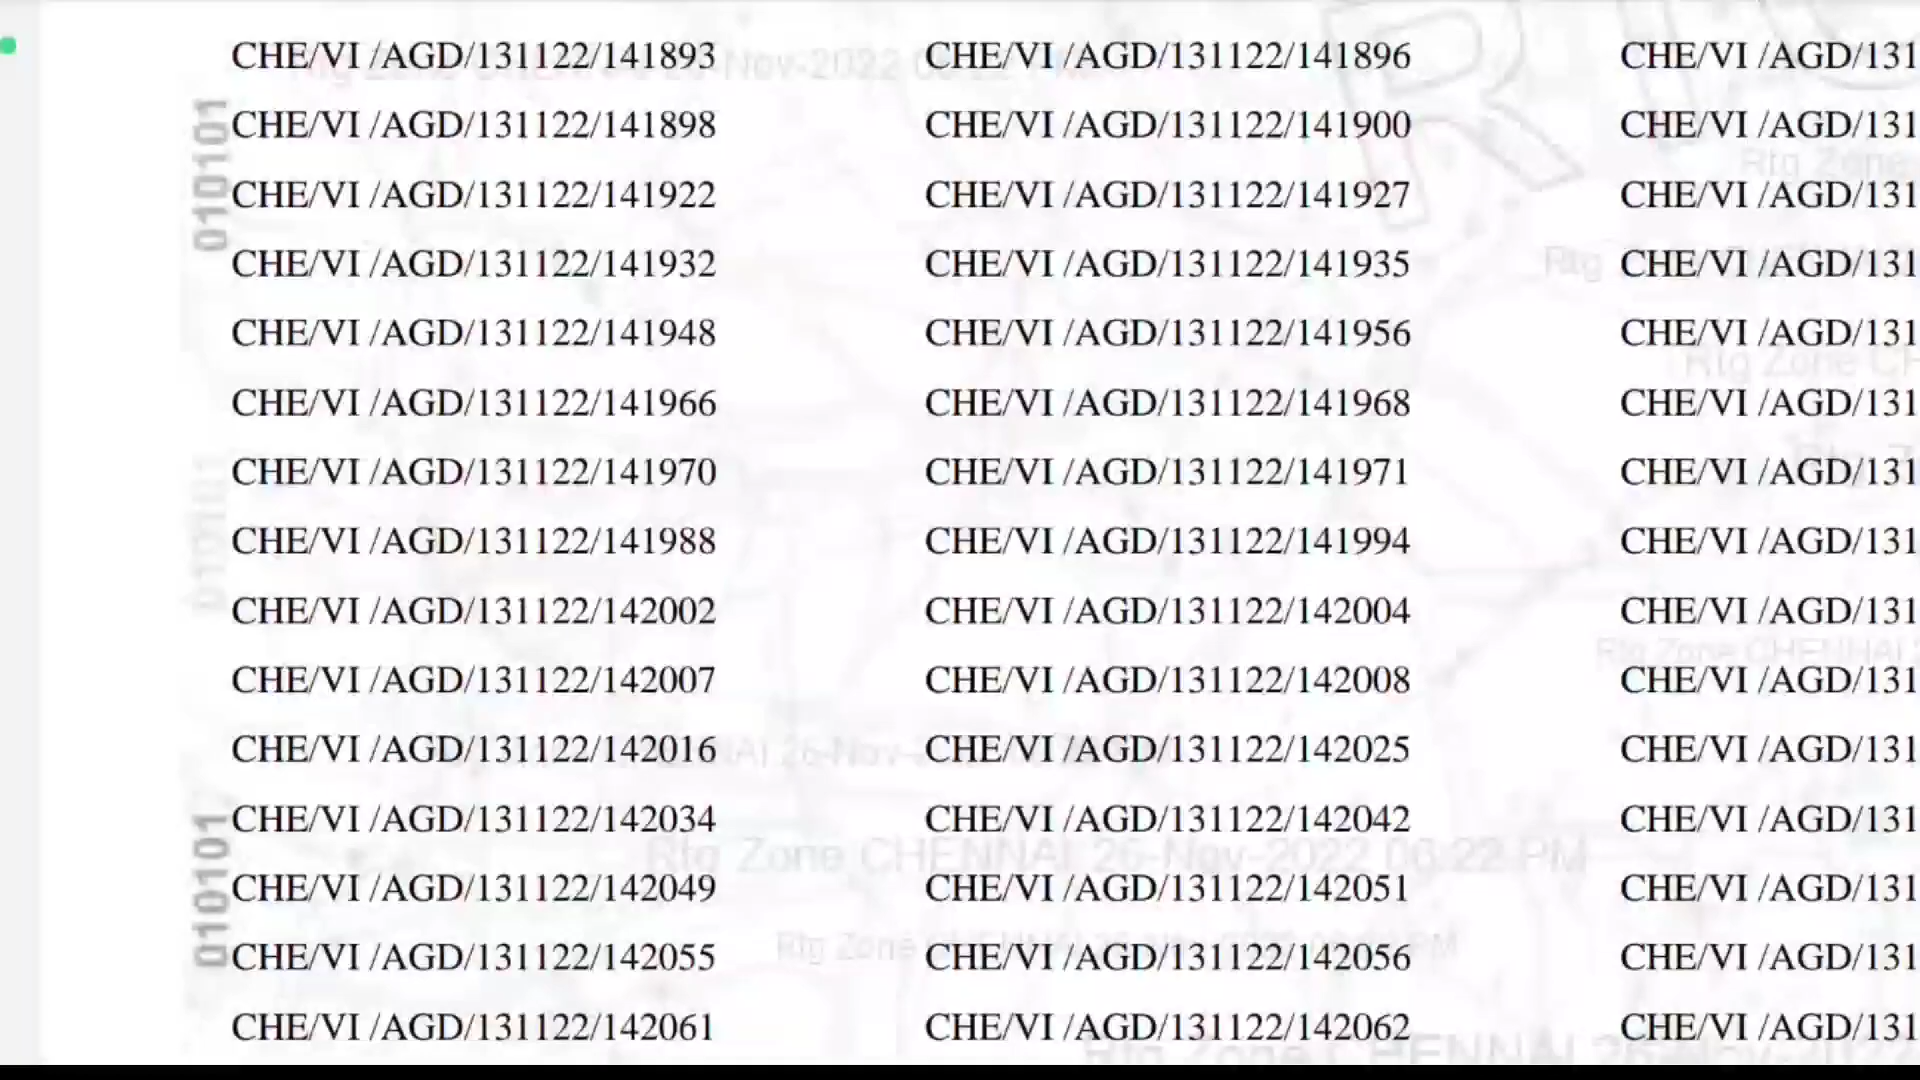 CHE/VI /AGD/131122/141893 CHE/VI /AGD/131122/141896 CHE/VI /AGD/131
CHE/VI /AGD/131122/141898 CHE/VI /AGD/131122/141900 CHE/VI /AGD/131
CHE/VI /AGD/131122/141922 CHE/VI /AGD/131122/141927 CHE/VI /AGD/131
CHE/VI /AGD/131122/141932 CHE/VI /AGD/131122/141935 CHE/VI /AGD/131
CHE/VI /AGD/131122/141948 CHE/VI /AGD/131122/141956 CHE/VI /AGD/131
CHE/VI /AGD/131122/141966 CHE/VI /AGD/131122/141968 CHE/VI /AGD/131
CHE/VI /AGD/131122/141970 CHE/VI /AGD/131122/141971 CHE/VI /AGD/131
CHE/VI /AGD/131122/141988 CHE/VI /AGD/131122/141994 CHE/VI /AGD/131
CHE/VI /AGD/131122/142002 CHE/VI /AGD/131122/142004 CHE/VI /AGD/131
CHE/VI /AGD/131122/142007 CHE/VI /AGD/131122/142008 CHE/VI /AGD/131
CHE/VI /AGD/131122/142016 CHE/VI /AGD/131122/142025 CHE/VI /AGD/131
CHE/VI /AGD/131122/142034 CHE/VI /AGD/131122/142042 CHE/VI /AGD/131
Rtg Zone CHENNAI 26-Nov-2022 06:22 PM
CHE/VI /AGD/131122/142049 CHE/VI /AGD/131122/142051 CHE/VI /AGD/131
CHE/VI /AGD/131122/142055 CHE/VI /AGD/131122/142056 CHE/VI /AGD/131
CHE/VI /AGD/131122/142061 CHE/VI /AGD/131122/142062 CHE/VI /AGD/131
010101
010101
010101